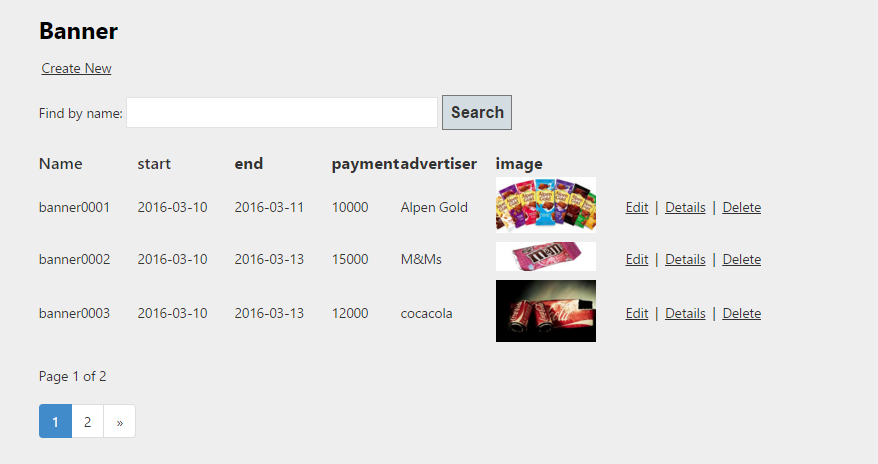 Banner
Create New
Find by name: Search
Name start end payment advertiser image
banner0001 2016-03-10 2016-03-11 10000 Alpen Gold Edit | Details | Delete
Alpen Gold
banner0002 2016-03-10 2016-03-13 15000 M&Ms Edit | Details | Delete
banner0003 2016-03-10 2016-03-13 12000 cocacola Edit | Details | Delete
Page 1 of 2
1 2 »